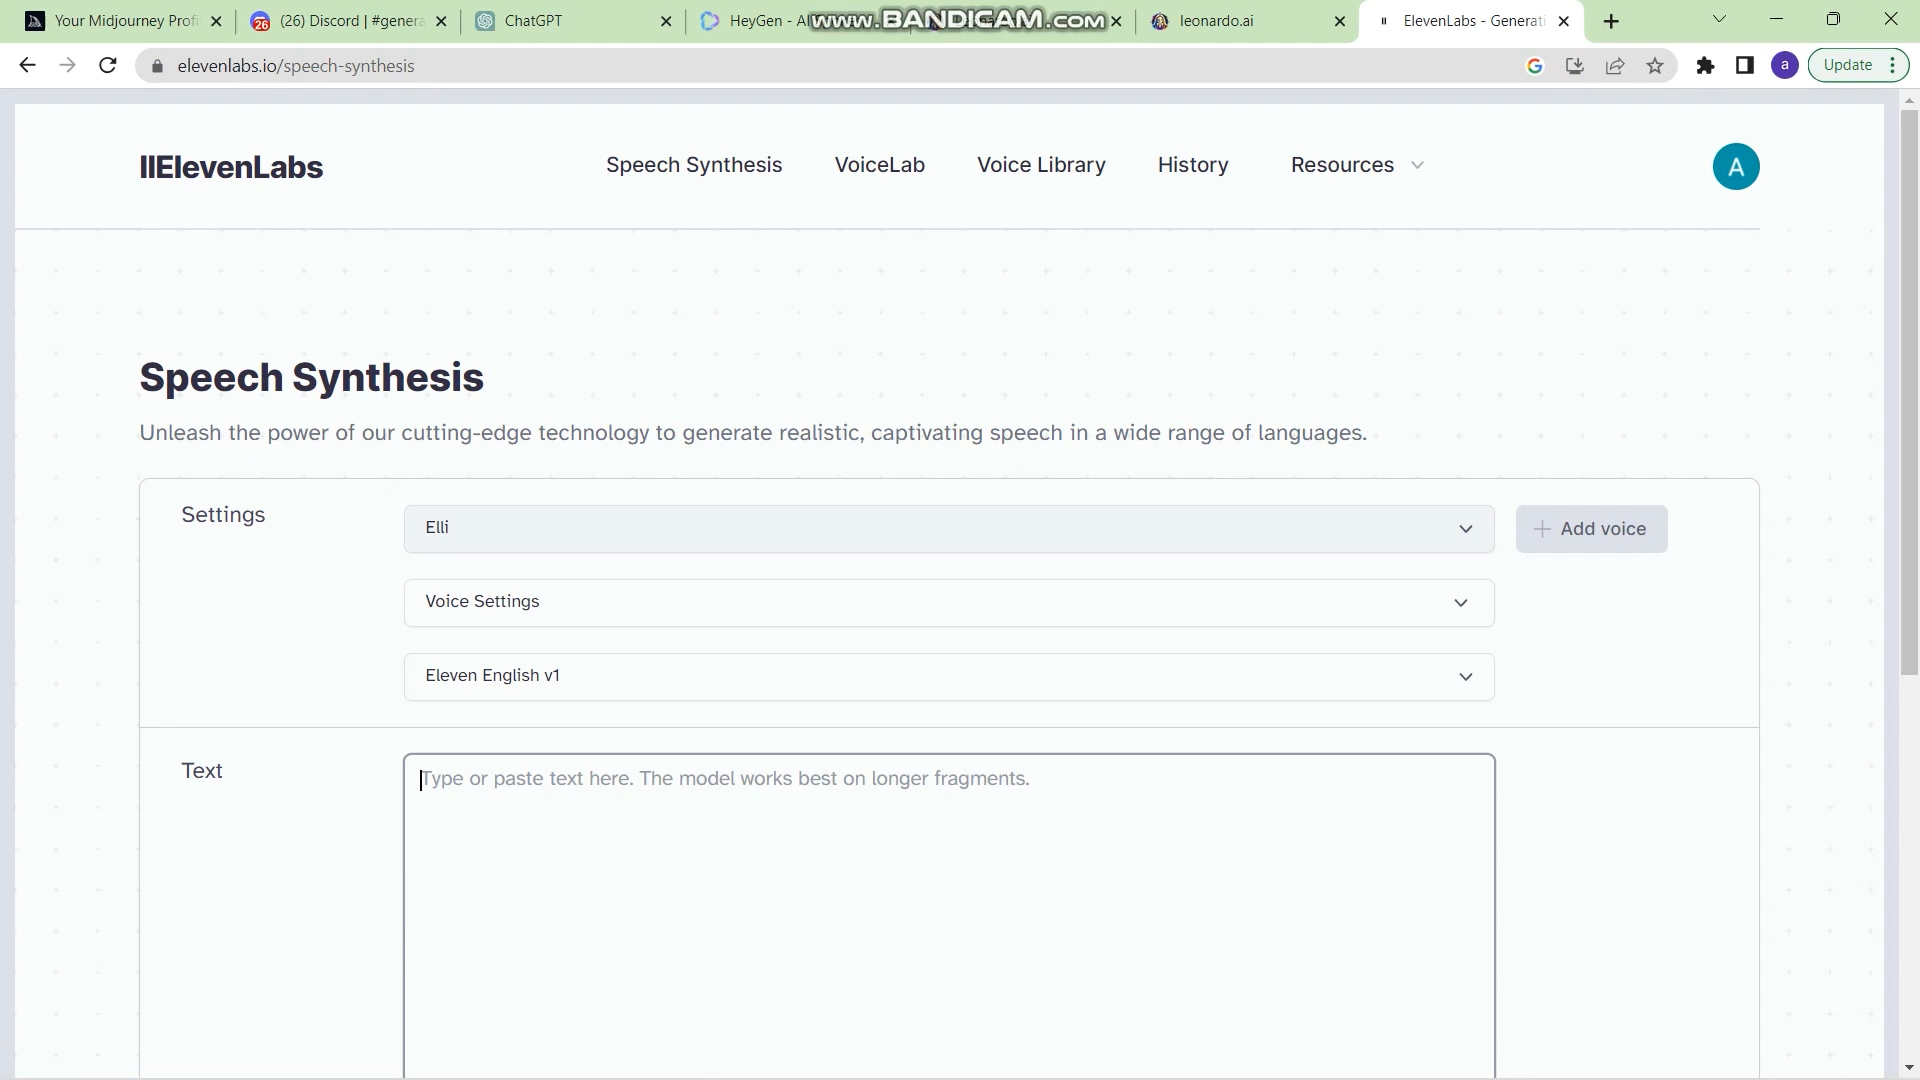 Your Midjourney Profi
(26) Discord | #genera
ChatGPT
HeyGen - AI
www.BANDICAM.com
leonardo.ai
ElevenLabs - Generati
elevenlabs.io/speech-synthesis
a
Update
IIElevenLabs
Speech Synthesis
VoiceLab
Voice Library
History
Resources
A
Speech Synthesis
Unleash the power of our cutting-edge technology to generate realistic, captivating speech in a wide range of languages.
Settings
Elli
Add voice
Voice Settings
Eleven English v1
Text
Type or paste text here. The model works best on longer fragments.